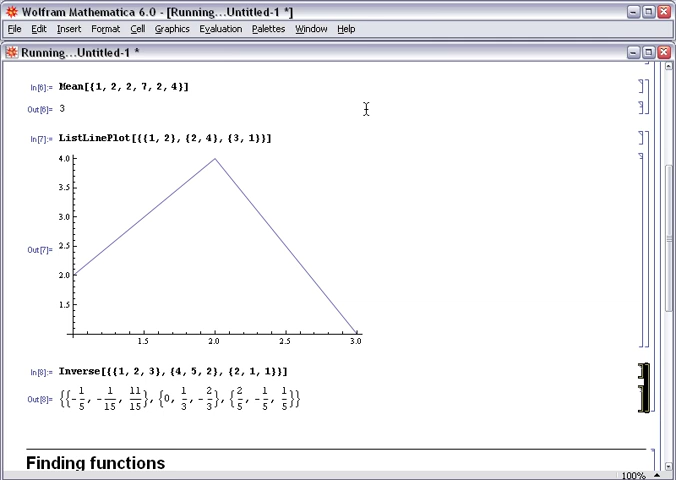 Wolfram Mathematica 6.0 - [Running...Untitled-1 *]
File Edit Insert Format Cell Graphics Evaluation Palettes Window Help
Running...Untitled-1 *
In[6]:= Mean[{1, 2, 2, 7, 2, 4}]
Out[6]= 3
In[7]:= ListLinePlot[{{1, 2}, {2, 4}, {3, 1}}]
4.0
3.5
3.0
Out[7]= 2.5
2.0
1.5
1.5 2.0 2.5 3.0
In[8]:= Inverse[{{1, 2, 3}, {4, 5, 2}, {2, 1, 1}}]
Out[8]= {{-1/5, -1/15, 11/15}, {0, 1/3, -2/3}, {2/5, -1/5, 1/5}}
Finding functions
100%